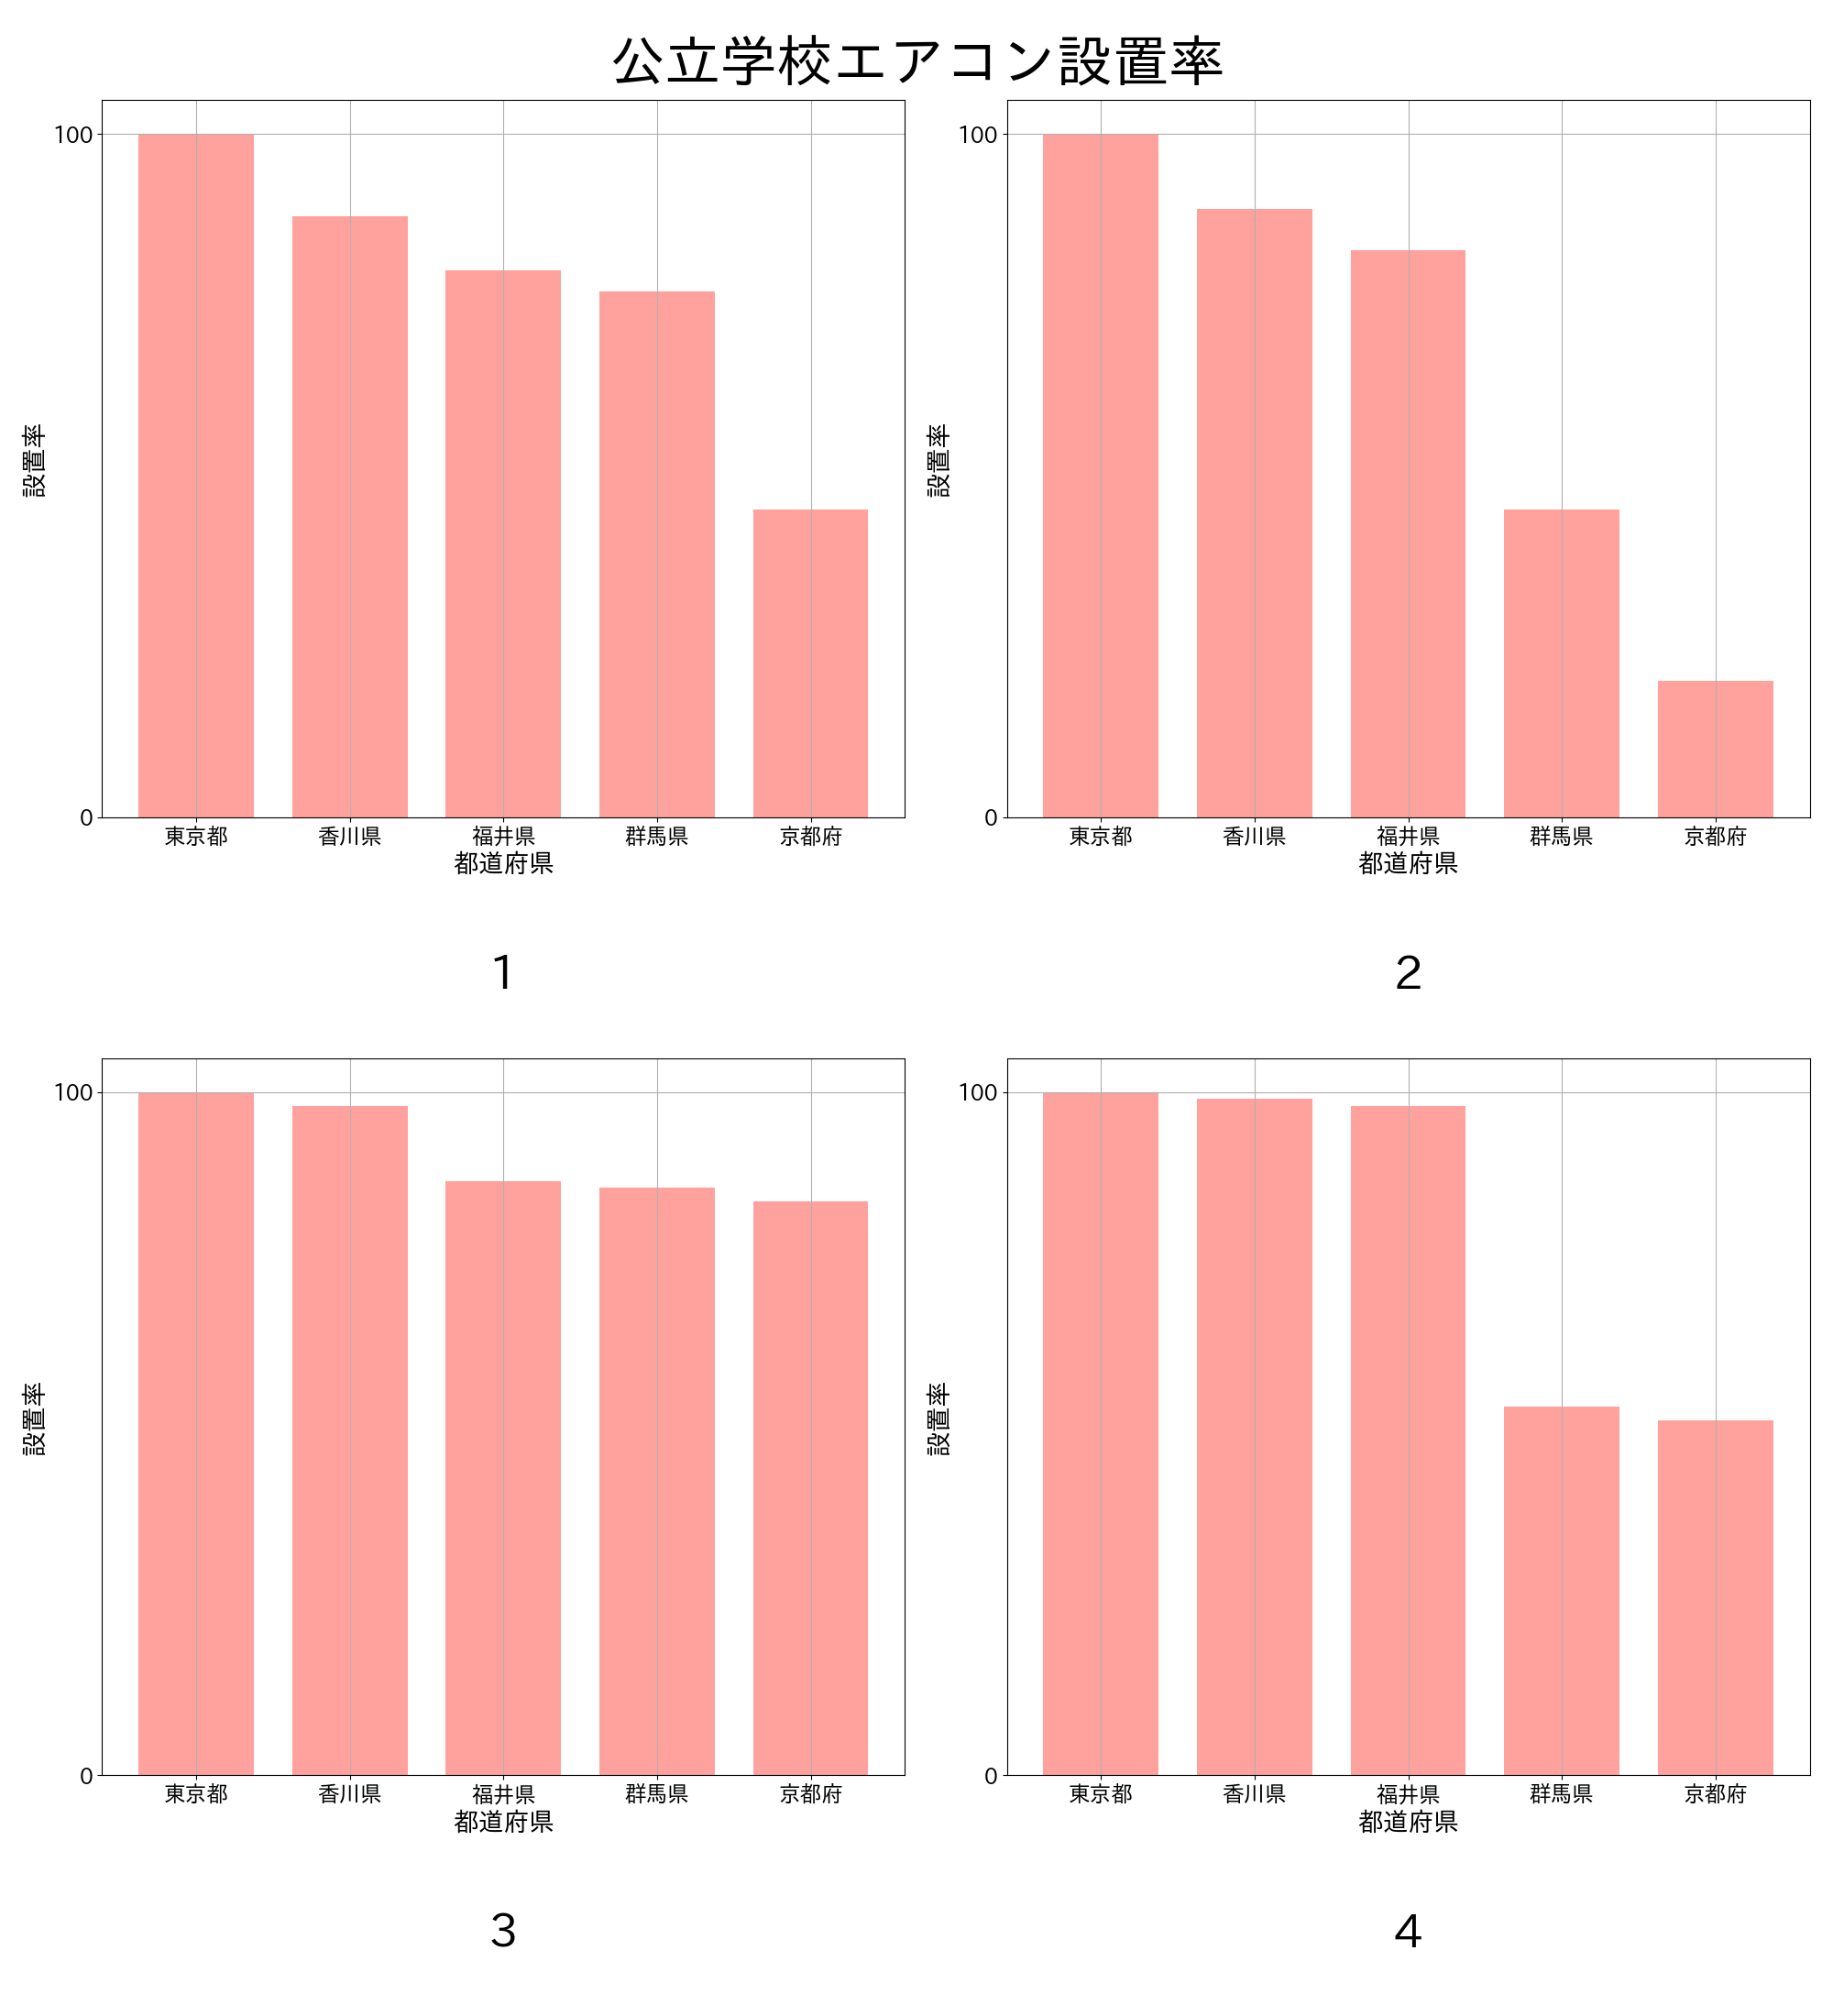 公立学校エアコン設置率
100
0
設置率
東京都 香川県 福井県 群馬県 京都府
都道府県
1
100
0
設置率
東京都 香川県 福井県 群馬県 京都府
都道府県
2
100
0
設置率
東京都 香川県 福井県 群馬県 京都府
都道府県
3
100
0
設置率
東京都 香川県 福井県 群馬県 京都府
都道府県
4